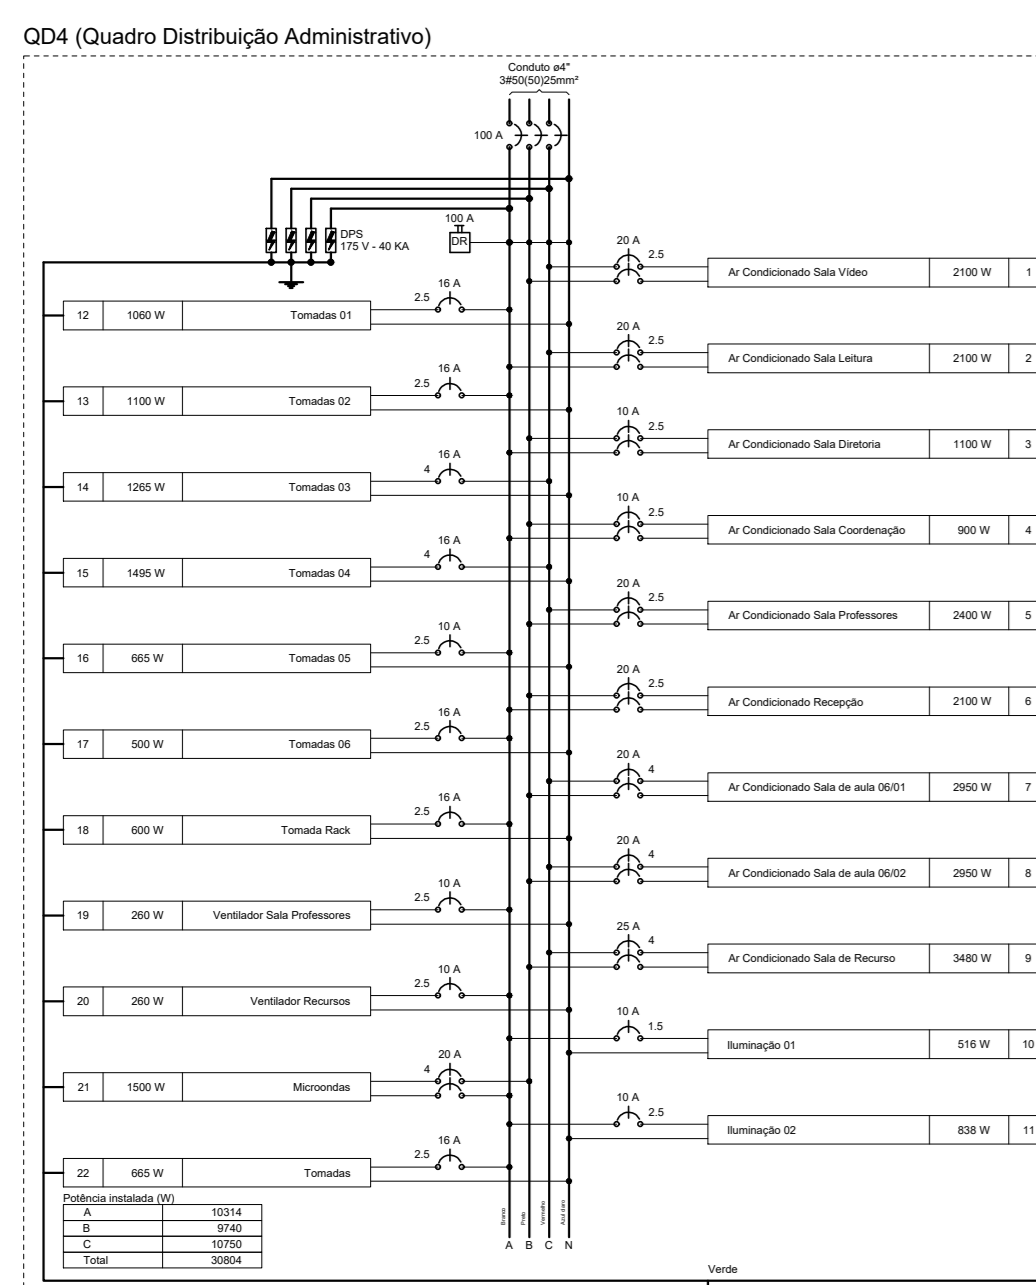 QD4 (Quadro Distribuição Administrativo)
Conduto ø4"
3#50(50)25mm²
100 A
DPS
175 V - 40 KA
100 A
DR
20 A
2.5
Ar Condicionado Sala Vídeo 2100 W 1
16 A
2.5
12 1060 W Tomadas 01
20 A
2.5
Ar Condicionado Sala Leitura 2100 W 2
16 A
2.5
13 1100 W Tomadas 02
10 A
2.5
Ar Condicionado Sala Diretoria 1100 W 3
16 A
4
14 1265 W Tomadas 03
10 A
2.5
Ar Condicionado Sala Coordenação 900 W 4
16 A
4
15 1495 W Tomadas 04
20 A
2.5
Ar Condicionado Sala Professores 2400 W 5
10 A
2.5
16 665 W Tomadas 05
20 A
2.5
Ar Condicionado Recepção 2100 W 6
16 A
2.5
17 500 W Tomadas 06
20 A
4
Ar Condicionado Sala de aula 06/01 2950 W 7
16 A
2.5
18 600 W Tomada Rack
20 A
4
Ar Condicionado Sala de aula 06/02 2950 W 8
10 A
2.5
19 260 W Ventilador Sala Professores
25 A
4
Ar Condicionado Sala de Recurso 3480 W 9
10 A
2.5
20 260 W Ventilador Recursos
10 A
1.5
Iluminação 01 516 W 10
20 A
4
21 1500 W Microondas
10 A
2.5
Iluminação 02 838 W 11
16 A
2.5
22 665 W Tomadas
Potência instalada (W)
A 10314
B 9740
C 10750
Total 30804
Branco
Preto
Vermelho
Azul claro
A B C N
Verde